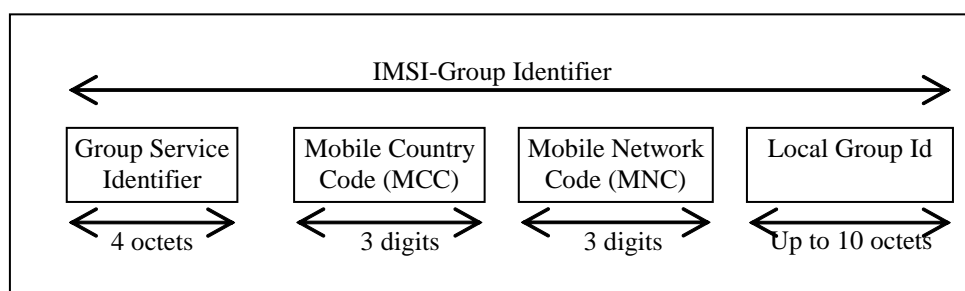 IMSI-Group Identifier
Group Service
Identifier
Mobile Country
Code (MCC)
Mobile Network
Code (MNC)
Local Group Id
4 octets
3 digits
3 digits
Up to 10 octets